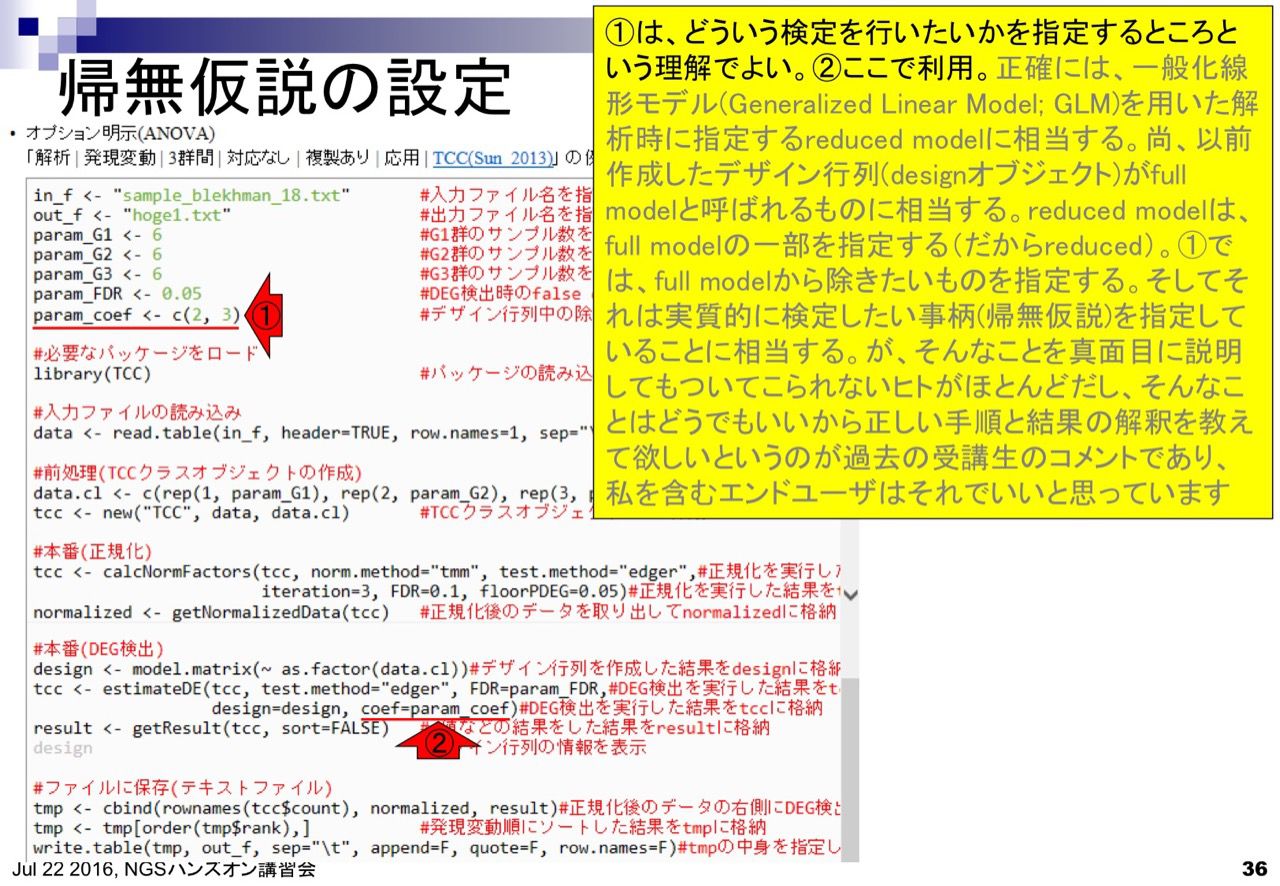 帰無仮説の設定
①は、どういう検定を行いたいかを指定するところと
いう理解でよい。②ここで利用。正確には、一般化線
形モデル(Generalized Linear Model; GLM)を用いた解
析時に指定するreduced modelに相当する。尚、以前
作成したデザイン行列(designオブジェクト)がfull
modelと呼ばれるものに相当する。reduced modelは、
full modelの一部を指定する（だからreduced）。①で
は、full modelから除きたいものを指定する。そしてそ
れは実質的に検定したい事柄(帰無仮説)を指定して
いることに相当する。が、そんなことを真面目に説明
してもついてこられないヒトがほとんどだし、そんなこ
とはどうでもいいから正しい手順と結果の解釈を教え
て欲しいというのが過去の受講生のコメントであり、
私を含むエンドユーザはそれでいいと思っています
・ オプション明示(ANOVA)
「解析 | 発現変動 | 3群間 | 対応なし | 複製あり | 応用 | TCC(Sun_2013)」の
in_f <- "sample_blekhman_18.txt" #入力ファイル名を指
out_f <- "hoge1.txt" #出力ファイル名を指
param_G1 <- 6 #G1群のサンプル数を
param_G2 <- 6 #G2群のサンプル数を
param_G3 <- 6 #G3群のサンプル数を
param_FDR <- 0.05 #DEG検出時のfalse
param_coef <- c(2, 3) ① #デザイン行列中の除
#必要なパッケージをロード
library(TCC) #パッケージの読み込
#入力ファイルの読み込み
data <- read.table(in_f, header=TRUE, row.names=1, sep="
#前処理(TCCクラスオブジェクトの作成)
data.cl <- c(rep(1, param_G1), rep(2, param_G2), rep(3,
tcc <- new("TCC", data, data.cl) #TCCクラスオブジェク
#本番(正規化)
tcc <- calcNormFactors(tcc, norm.method="tmm", test.method="edger",#正規化を実行した
iteration=3, FDR=0.1, floorPDEG=0.05)#正規化を実行した結果を
normalized <- getNormalizedData(tcc) #正規化後のデータを取り出してnormalizedに格納
#本番(DEG検出)
design <- model.matrix(~ as.factor(data.cl))#デザイン行列を作成した結果をdesignに格納
tcc <- estimateDE(tcc, test.method="edger", FDR=param_FDR,#DEG検出を実行した結果をt
design=design, coef=param_coef)#DEG検出を実行した結果をtccに格納
result <- getResult(tcc, sort=FALSE) などの結果をした結果をresultに格納
design ② イン行列の情報を表示
#ファイルに保存(テキストファイル)
tmp <- cbind(rownames(tcc$count), normalized, result)#正規化後のデータの右側にDEG検出
tmp <- tmp[order(tmp$rank),] #発現変動順にソートした結果をtmpに格納
write.table(tmp, out_f, sep="\t", append=F, quote=F, row.names=F)#tmpの中身を指定し
Jul 22 2016, NGSハンズオン講習会
36